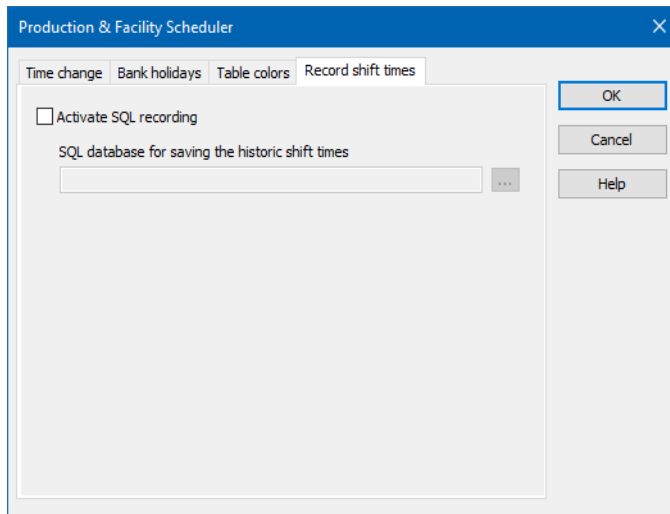 Production & Facility Scheduler
Time change Bank holidays Table colors Record shift times
OK
Activate SQL recording
Cancel
SQL database for saving the historic shift times
...
Help